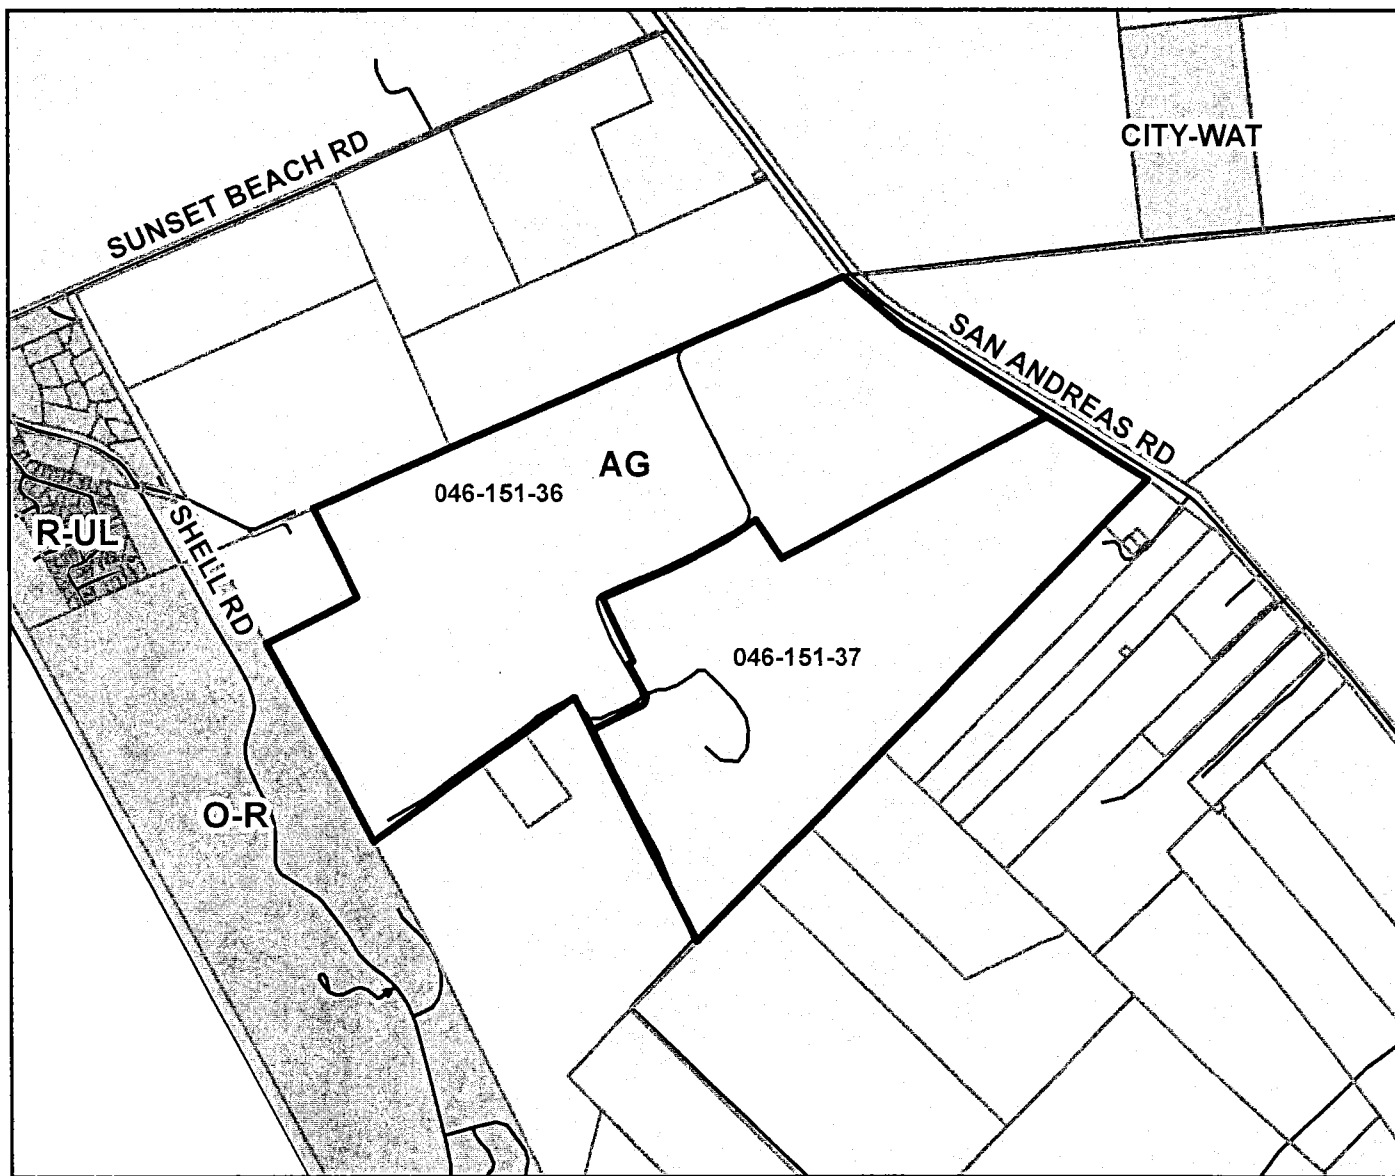 CITY-WAT
SUNSET BEACH RD
SAN ANDREAS RD
AG
046-151-36
R-UL
SHELL RD
046-151-37
O-R